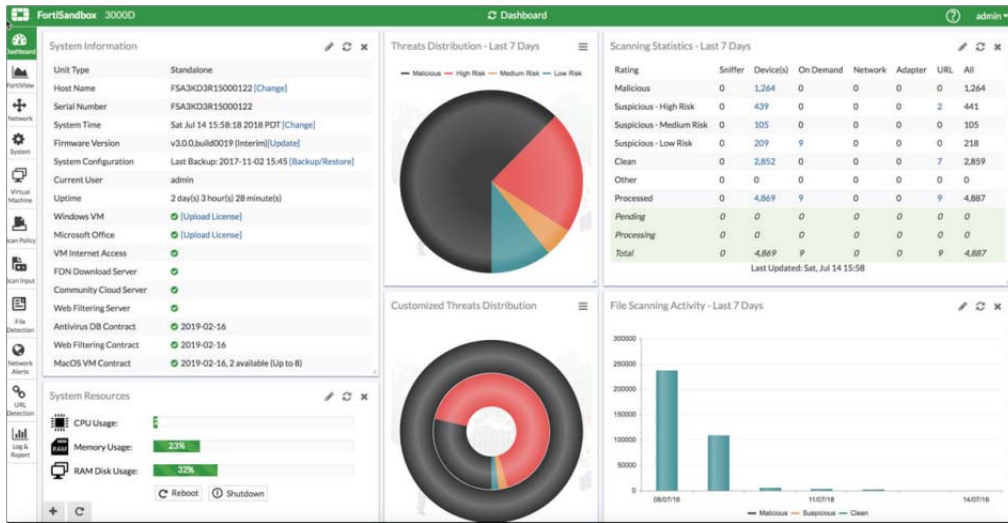 FortiSandbox 3000D
Dashboard
admin
Dashboard
FortiView
Network
System
Virtual
Machine
Scan Policy
Scan Input
File
Detection
Network
Alerts
URL
Detection
Log &
Report
System Information
Unit Type Standalone
Host Name FSA3KD3R15000122 [Change]
Serial Number FSA3KD3R15000122
System Time Sat Jul 14 15:58:18 2018 PDT [Change]
Firmware Version v3.0.0,build0019 (Interim)[Update]
System Configuration Last Backup: 2017-11-02 15:45 [Backup/Restore]
Current User admin
Uptime 2 day(s) 3 hour(s) 28 minute(s)
Windows VM [Upload License]
Microsoft Office [Upload License]
VM Internet Access
FDN Download Server
Community Cloud Server
Web Filtering Server
Antivirus DB Contract 2019-02-16
Web Filtering Contract 2019-02-16
MacOS VM Contract 2019-02-16, 2 available (Up to 8)
System Resources
CPU Usage:
RAM Memory Usage: 23%
RAM Disk Usage: 32%
Reboot Shutdown
Threats Distribution - Last 7 Days
Malicious High Risk Medium Risk Low Risk
Customized Threats Distribution
Scanning Statistics - Last 7 Days
Rating Sniffer Device(s) On Demand Network Adapter URL All
Malicious 0 1,264 0 0 0 0 1,264
Suspicious - High Risk 0 439 0 0 0 2 441
Suspicious - Medium Risk 0 105 0 0 0 0 105
Suspicious - Low Risk 0 209 9 0 0 0 218
Clean 0 2,852 0 0 0 7 2,859
Other 0 0 0 0 0 0 0
Processed 0 4,869 9 0 0 9 4,887
Pending 0 0 0 0 0 0 0
Processing 0 0 0 0 0 0 0
Total 0 4,869 9 0 0 9 4,887
Last Updated: Sat, Jul 14 15:58
File Scanning Activity - Last 7 Days
300000
250000
200000
150000
100000
50000
0
08/07/18 11/07/18 14/07/18
Malicious Suspicious Clean